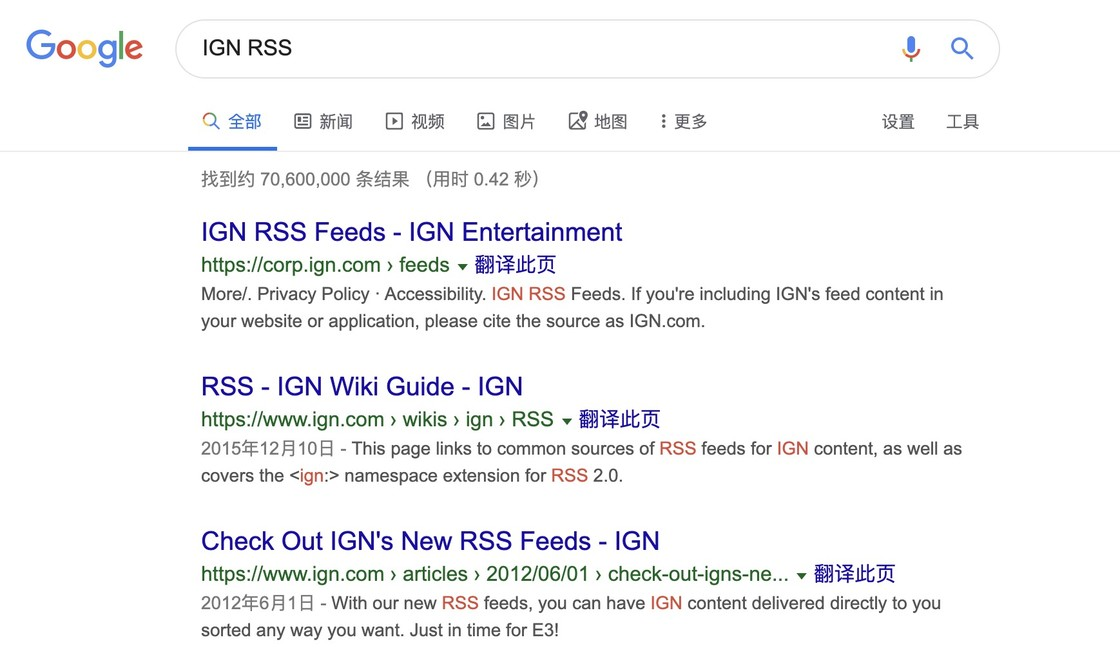 Google
IGN RSS
全部 新闻 视频 图片 地图 更多 设置 工具
找到约 70,600,000 条结果 （用时 0.42 秒）
IGN RSS Feeds - IGN Entertainment
https://corp.ign.com › feeds 翻译此页
More/. Privacy Policy · Accessibility. IGN RSS Feeds. If you're including IGN's feed content in
your website or application, please cite the source as IGN.com.
RSS - IGN Wiki Guide - IGN
https://www.ign.com › wikis › ign › RSS 翻译此页
2015年12月10日 - This page links to common sources of RSS feeds for IGN content, as well as
covers the <ign:> namespace extension for RSS 2.0.
Check Out IGN's New RSS Feeds - IGN
https://www.ign.com › articles › 2012/06/01 › check-out-igns-ne... 翻译此页
2012年6月1日 - With our new RSS feeds, you can have IGN content delivered directly to you
sorted any way you want. Just in time for E3!